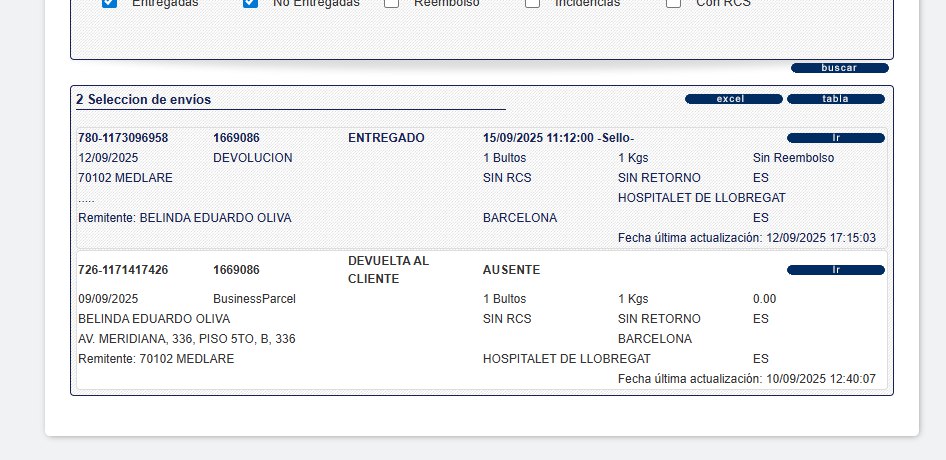 Entregadas No Entregadas Reembolso Incidencias Con RCS
buscar
2 Seleccion de envíos excel tabla
780-1173096958 1669086 ENTREGADO 15/09/2025 11:12:00 -Sello- Ir
12/09/2025 DEVOLUCION 1 Bultos 1 Kgs Sin Reembolso
70102 MEDLARE SIN RCS SIN RETORNO ES
..... HOSPITALET DE LLOBREGAT
Remitente: BELINDA EDUARDO OLIVA BARCELONA ES
Fecha última actualización: 12/09/2025 17:15:03
726-1171417426 1669086 DEVUELTA AL CLIENTE AUSENTE Ir
09/09/2025 BusinessParcel 1 Bultos 1 Kgs 0.00
BELINDA EDUARDO OLIVA SIN RCS SIN RETORNO ES
AV. MERIDIANA, 336, PISO 5TO, B, 336 BARCELONA
Remitente: 70102 MEDLARE HOSPITALET DE LLOBREGAT ES
Fecha última actualización: 10/09/2025 12:40:07